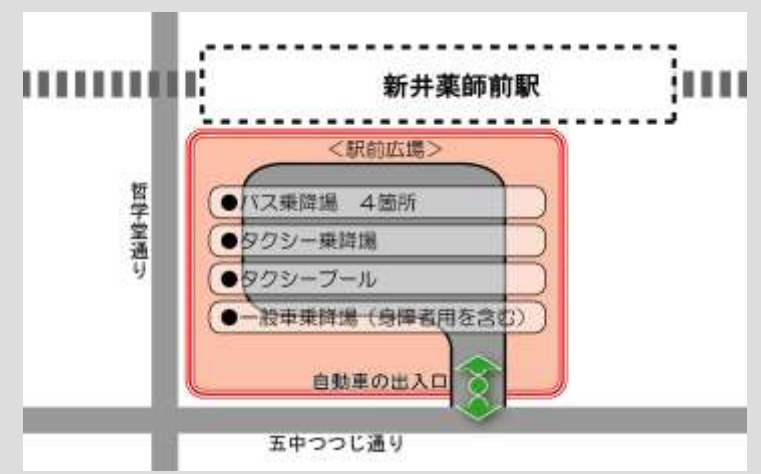 新井薬師前駅
＜駅前広場＞
●バス乗降場　４箇所
●タクシー乗降場
●タクシープール
●一般車乗降場（身障者用を含む）
自動車の出入口
哲学堂通り
五中つつじ通り